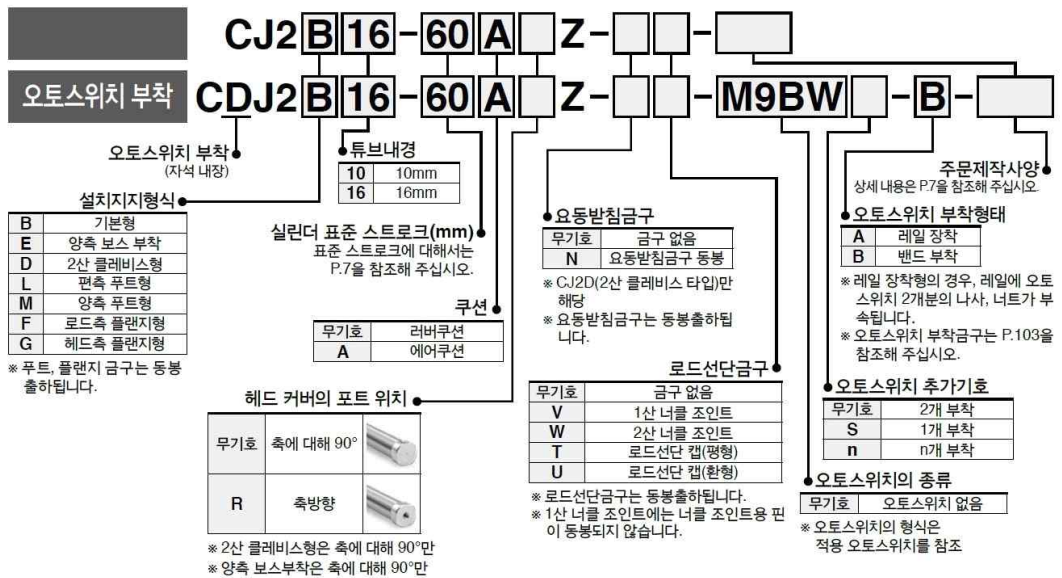 CJ2 B 16 - 60 A Z -
오토스위치 부착 CDJ2 B 16 - 60 A Z - M9BW - B -
오토스위치 부착
(자석 내장)
설치지지형식
B 기본형
E 양측 보스 부착
D 2산 클레비스형
L 편측 푸트형
M 양측 푸트형
F 로드측 플랜지형
G 헤드측 플랜지형
※ 푸트, 플랜지 금구는 동봉
출하됩니다.
튜브내경
10 10mm
16 16mm
실린더 표준 스트로크(mm)
표준 스트로크에 대해서는
P.7을 참조해 주십시오.
쿠션
무기호 러버쿠션
A 에어쿠션
헤드 커버의 포트 위치
무기호 축에 대해 90°
R 축방향
※ 2산 클레비스형은 축에 대해 90°만
※ 양측 보스부착은 축에 대해 90°만
요동받침금구
무기호 금구 없음
N 요동받침금구 동봉
※ CJ2D(2산 클레비스 타입)만
해당
※ 요동받침금구는 동봉출하됩
니다.
로드선단금구
무기호 금구 없음
V 1산 너클 조인트
W 2산 너클 조인트
T 로드선단 캡(평형)
U 로드선단 캡(환형)
※ 로드선단금구는 동봉출하됩니다.
※ 1산 너클 조인트에는 너클 조인트용 핀
이 동봉되지 않습니다.
주문제작사양
상세 내용은 P.7을 참조해 주십시오.
오토스위치 부착형태
A 레일 장착
B 밴드 부착
※ 레일 장착형의 경우, 레일에 오토
스위치 2개분의 나사, 너트가 부
속됩니다.
※ 오토스위치 부착금구는 P.103을
참조해 주십시오.
오토스위치 추가기호
무기호 2개 부착
S 1개 부착
n n개 부착
오토스위치의 종류
무기호 오토스위치 없음
※ 오토스위치의 형식은
적용 오토스위치를 참조